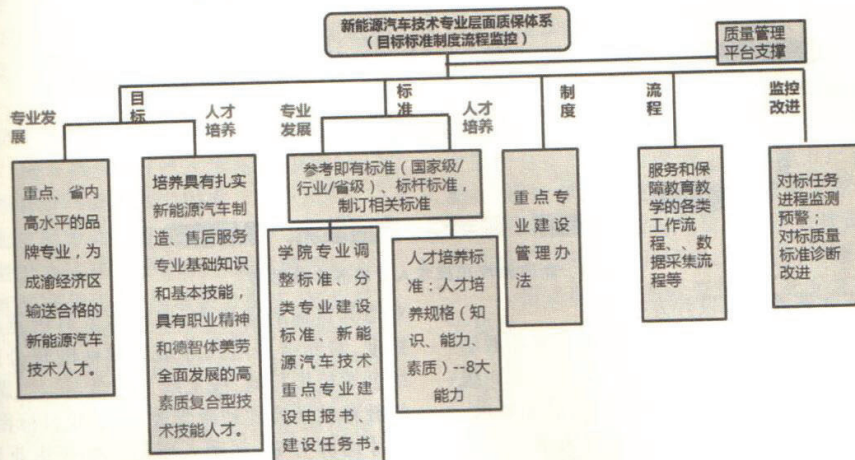 新能源汽车技术专业层面质保体系
（目标标准制度流程监控）
质量管理
平台支撑
目
标
标
准
制
度
流
程
监控
改进
专业发
展
人才
培养
专业
发展
人才
培养
重点、省内
高水平的品
牌专业，为
成渝经济区
输送合格的
新能源汽车
技术人才。
培养具有扎实
新能源汽车制
造、售后服务
专业基础知识
和基本技能，
具有职业精神
和德智体美劳
全面发展的高
素质复合型技
术技能人才。
参考即有标准（国家级/
行业/省级）、标杆标准，
制订相关标准
学院专业调
整标准、分
类专业建设
标准、新能
源汽车技术
重点专业建
设申报书、
建设任务书。
人才培养标
准：人才培
养规格（知
识、能力、
素质）--8大
能力
重点专
业建设
管理办
法
服务和保
障教育教
学的各类
工作流
程、、数
据采集流
程等
对标任务
进程监测
预警；
对标质量
标准诊断
改进